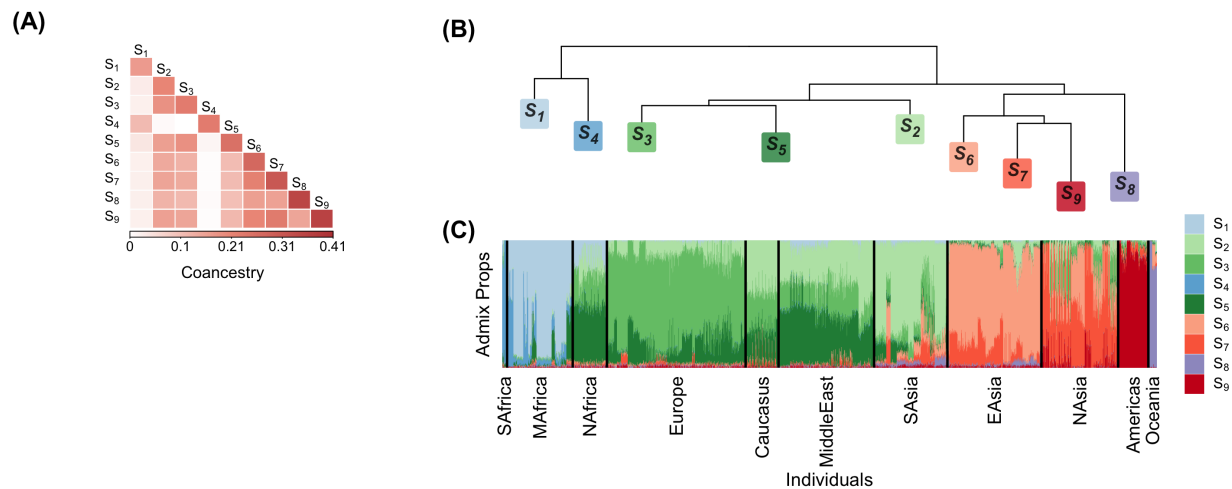 (A)
S1
S1 S2
S2 S3
S3 S4
S4 S5
S5 S6
S6 S7
S7 S8
S8 S9
S9
0 0.1 0.21 0.31 0.41
Coancestry
(B)
S1 S4 S3 S5 S2 S6 S7 S9 S8
(C)
Admix Props
SAfrica MAfrica NAfrica Europe Caucasus MiddleEast SAsia EAsia NAsia Americas Oceania
Individuals
S1
S2
S3
S4
S5
S6
S7
S8
S9